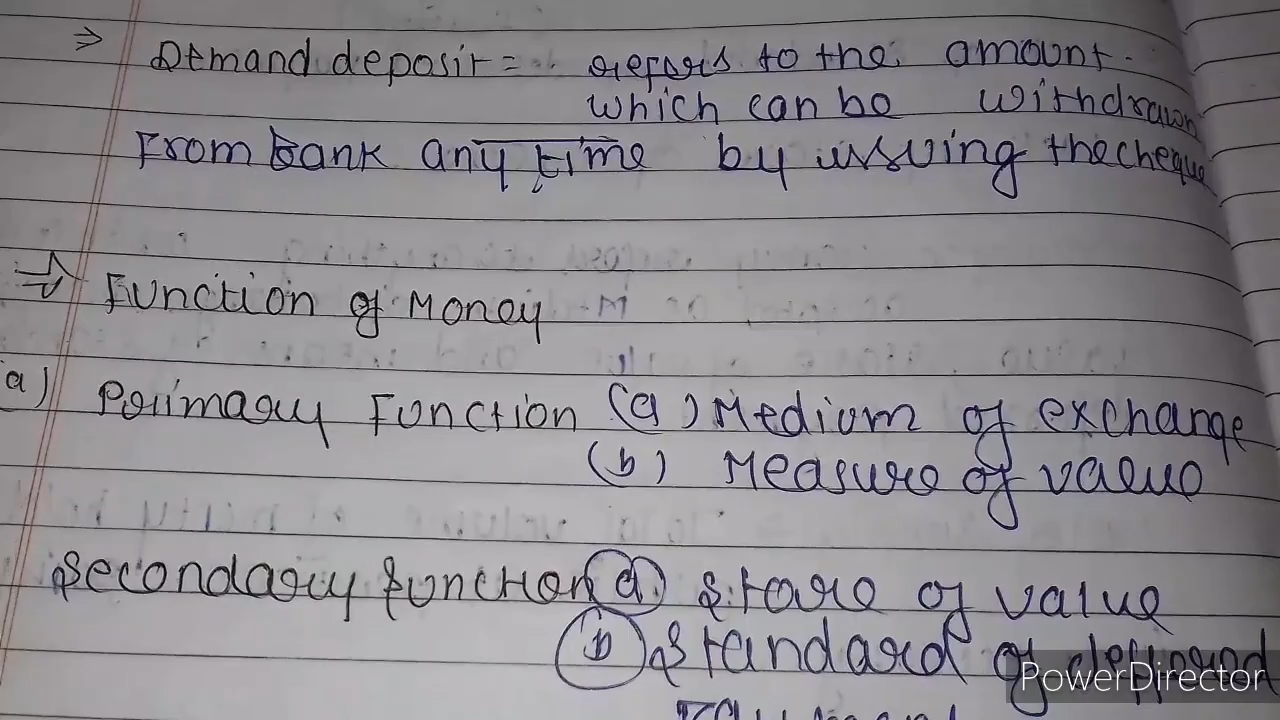 ⇒ Demand deposit = refers to the amount.
which can be withdrawn
From bank any time by issuing the cheque
⇒ Function of Money
a) Primary Function (a) Medium of exchange
(b) Measure of value
Secondary function (a) Store of value
(b) Standard of defferred
PowerDirector